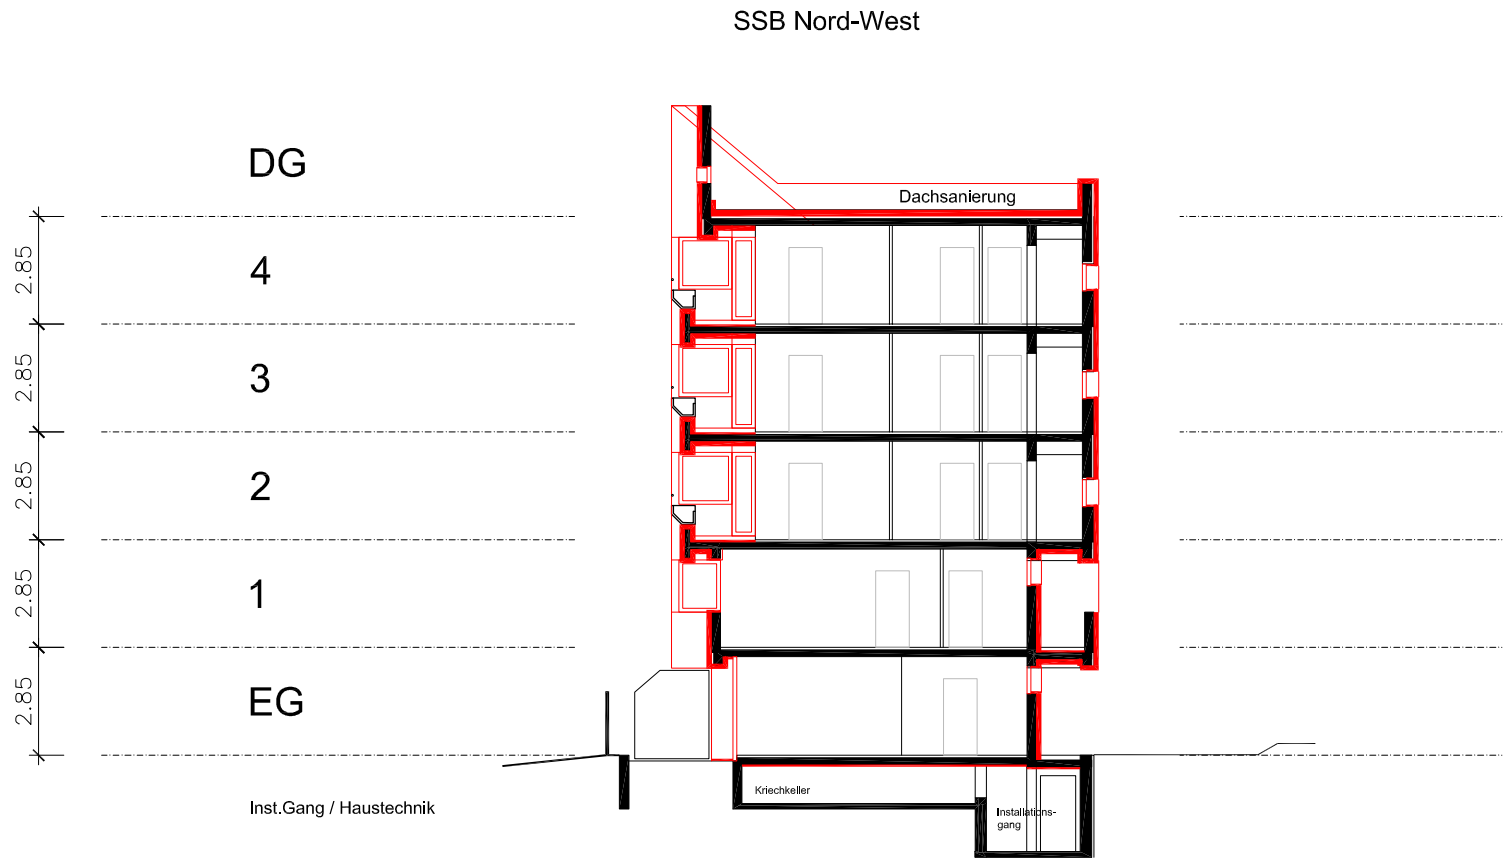 SSB Nord-West
DG
Dachsanierung
2.85
4
2.85
3
2.85
2
2.85
1
2.85
EG
Kriechkeller
Inst.Gang / Haustechnik
Installations-
gang